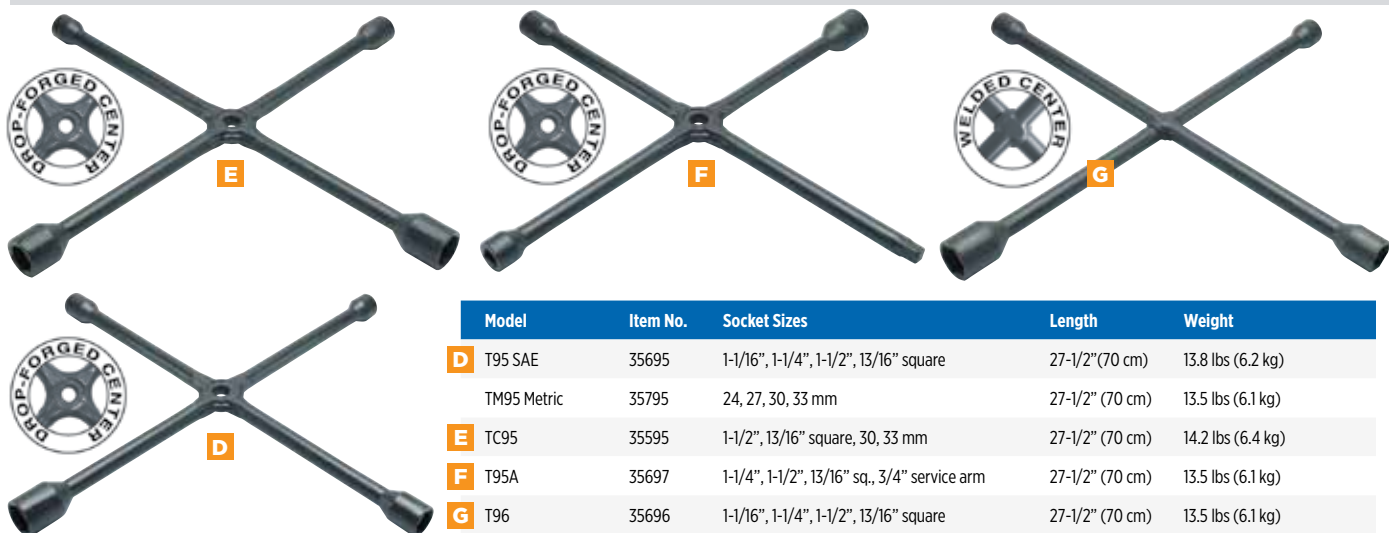 DROP-FORGED CENTER
E
DROP-FORGED CENTER
F
WELDED CENTER
G
DROP-FORGED CENTER
D
Model Item No. Socket Sizes Length Weight
D T95 SAE 35695 1-1/16”, 1-1/4”, 1-1/2”, 13/16” square 27-1/2”(70 cm) 13.8 lbs (6.2 kg)
TM95 Metric 35795 24, 27, 30, 33 mm 27-1/2” (70 cm) 13.5 lbs (6.1 kg)
E TC95 35595 1-1/2”, 13/16” square, 30, 33 mm 27-1/2” (70 cm) 14.2 lbs (6.4 kg)
F T95A 35697 1-1/4”, 1-1/2”, 13/16” sq., 3/4” service arm 27-1/2” (70 cm) 13.5 lbs (6.1 kg)
G T96 35696 1-1/16”, 1-1/4”, 1-1/2”, 13/16” square 27-1/2” (70 cm) 13.5 lbs (6.1 kg)